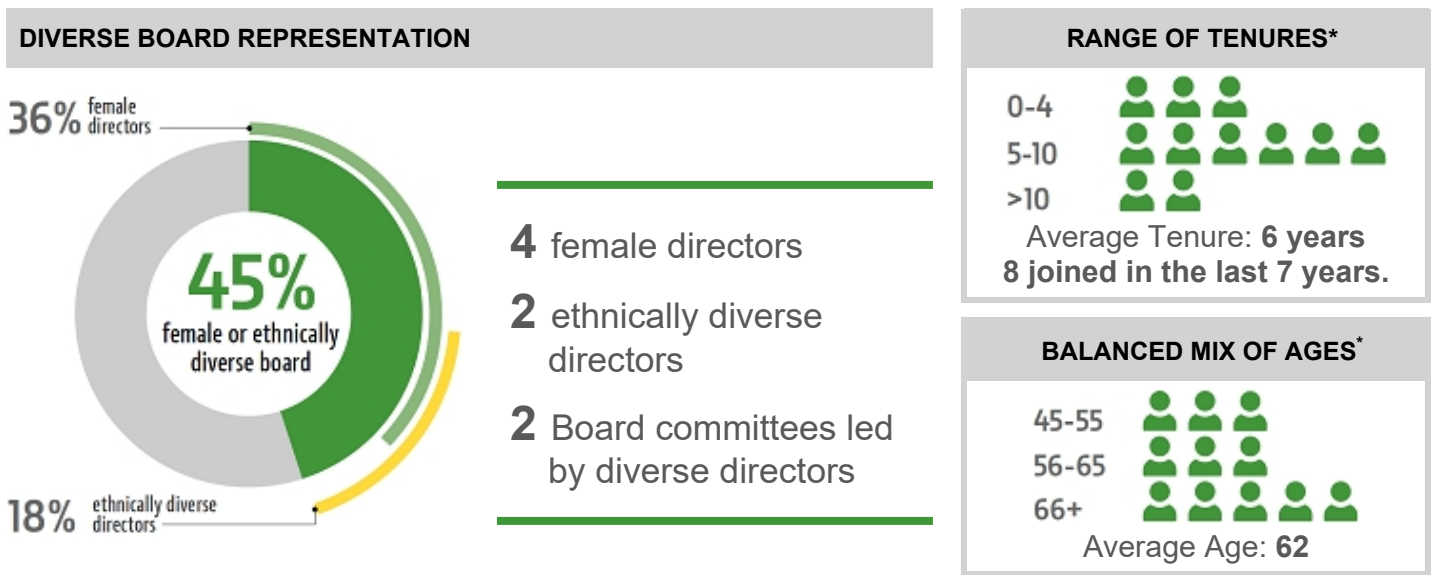 DIVERSE BOARD REPRESENTATION
36% female
directors
45%
female or ethnically
diverse board
18% ethnically diverse
directors
4 female directors
2 ethnically diverse
directors
2 Board committees led
by diverse directors
RANGE OF TENURES*
0-4
5-10
>10
Average Tenure: 6 years
8 joined in the last 7 years.
BALANCED MIX OF AGES*
45-55
56-65
66+
Average Age: 62